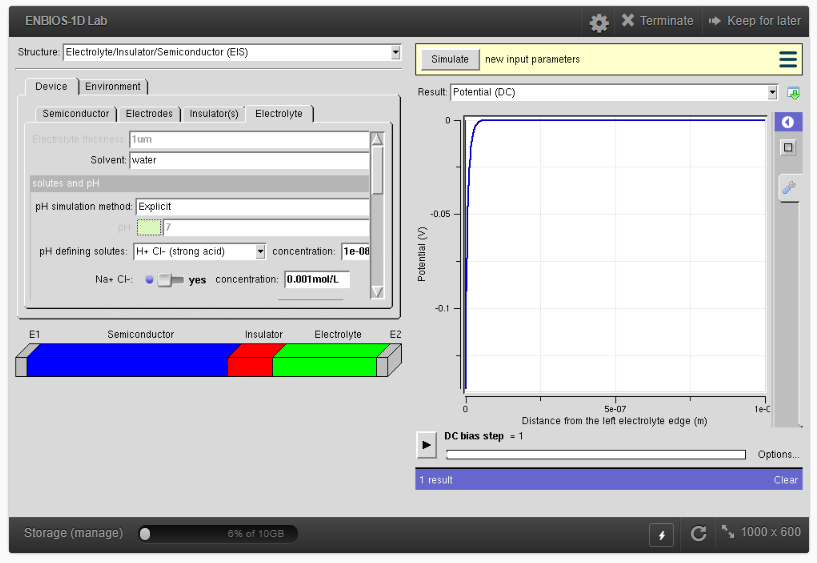 ENBIOS-1D Lab
Terminate
Keep for later
Structure: Electrolyte/Insulator/Semiconductor (EIS)
Device
Environment
Semiconductor
Electrodes
Insulator(s)
Electrolyte
Electrolyte thickness: 1um
Solvent: water
solutes and pH
pH simulation method: Explicit
pH: 7
pH defining solutes: H+ Cl- (strong acid) concentration: 1e-08
Na+ Cl-: yes concentration: 0.001mol/L
E1 Semiconductor Insulator Electrolyte E2
Simulate new input parameters
Result: Potential (DC)
0
-0.05
-0.1
Potential (V)
0 5e-07 1e-0
Distance from the left electrolyte edge (m)
DC bias step = 1
Options...
1 result Clear
Storage (manage) 6% of 10GB
1000 x 600